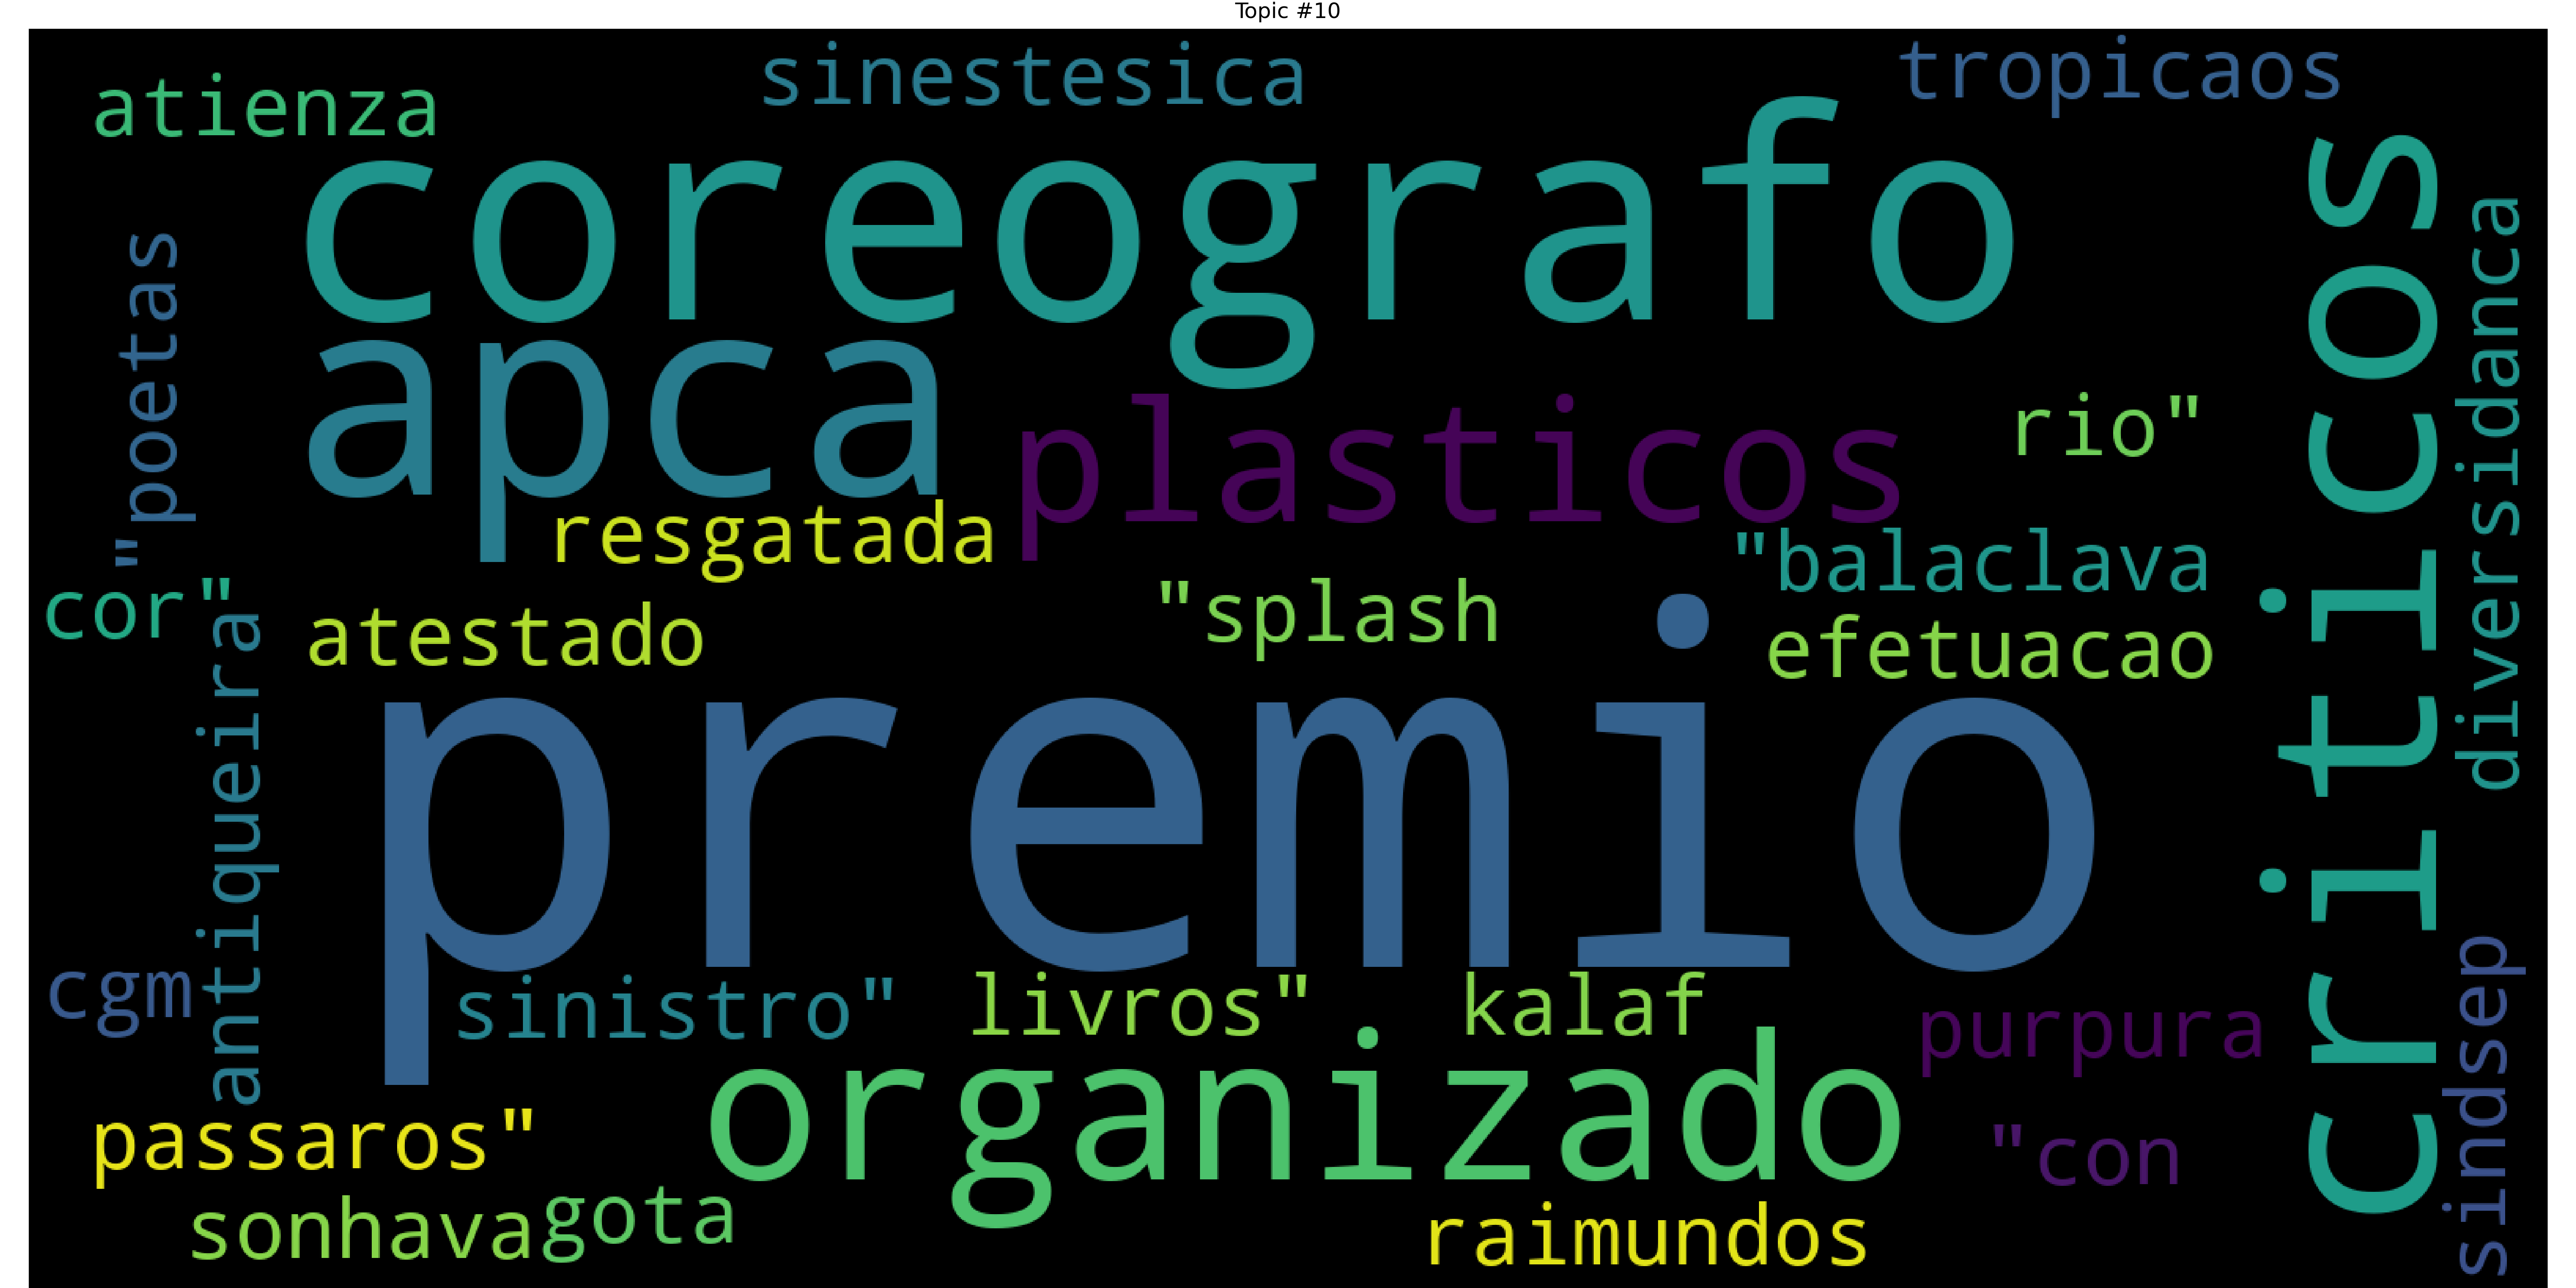 Topic #10
sinestesica
tropicaos
atienza
coreografo
criticos
diversidanca
"poetas
apca
plasticos
rio"
resgatada
"balaclava
cor"
"splash
atestado
efetuacao
antiqueira
premio
cgm
sinistro"
livros"
kalaf
purpura
sindsep
organizado
passaros"
"con
sonhava
gota
raimundos